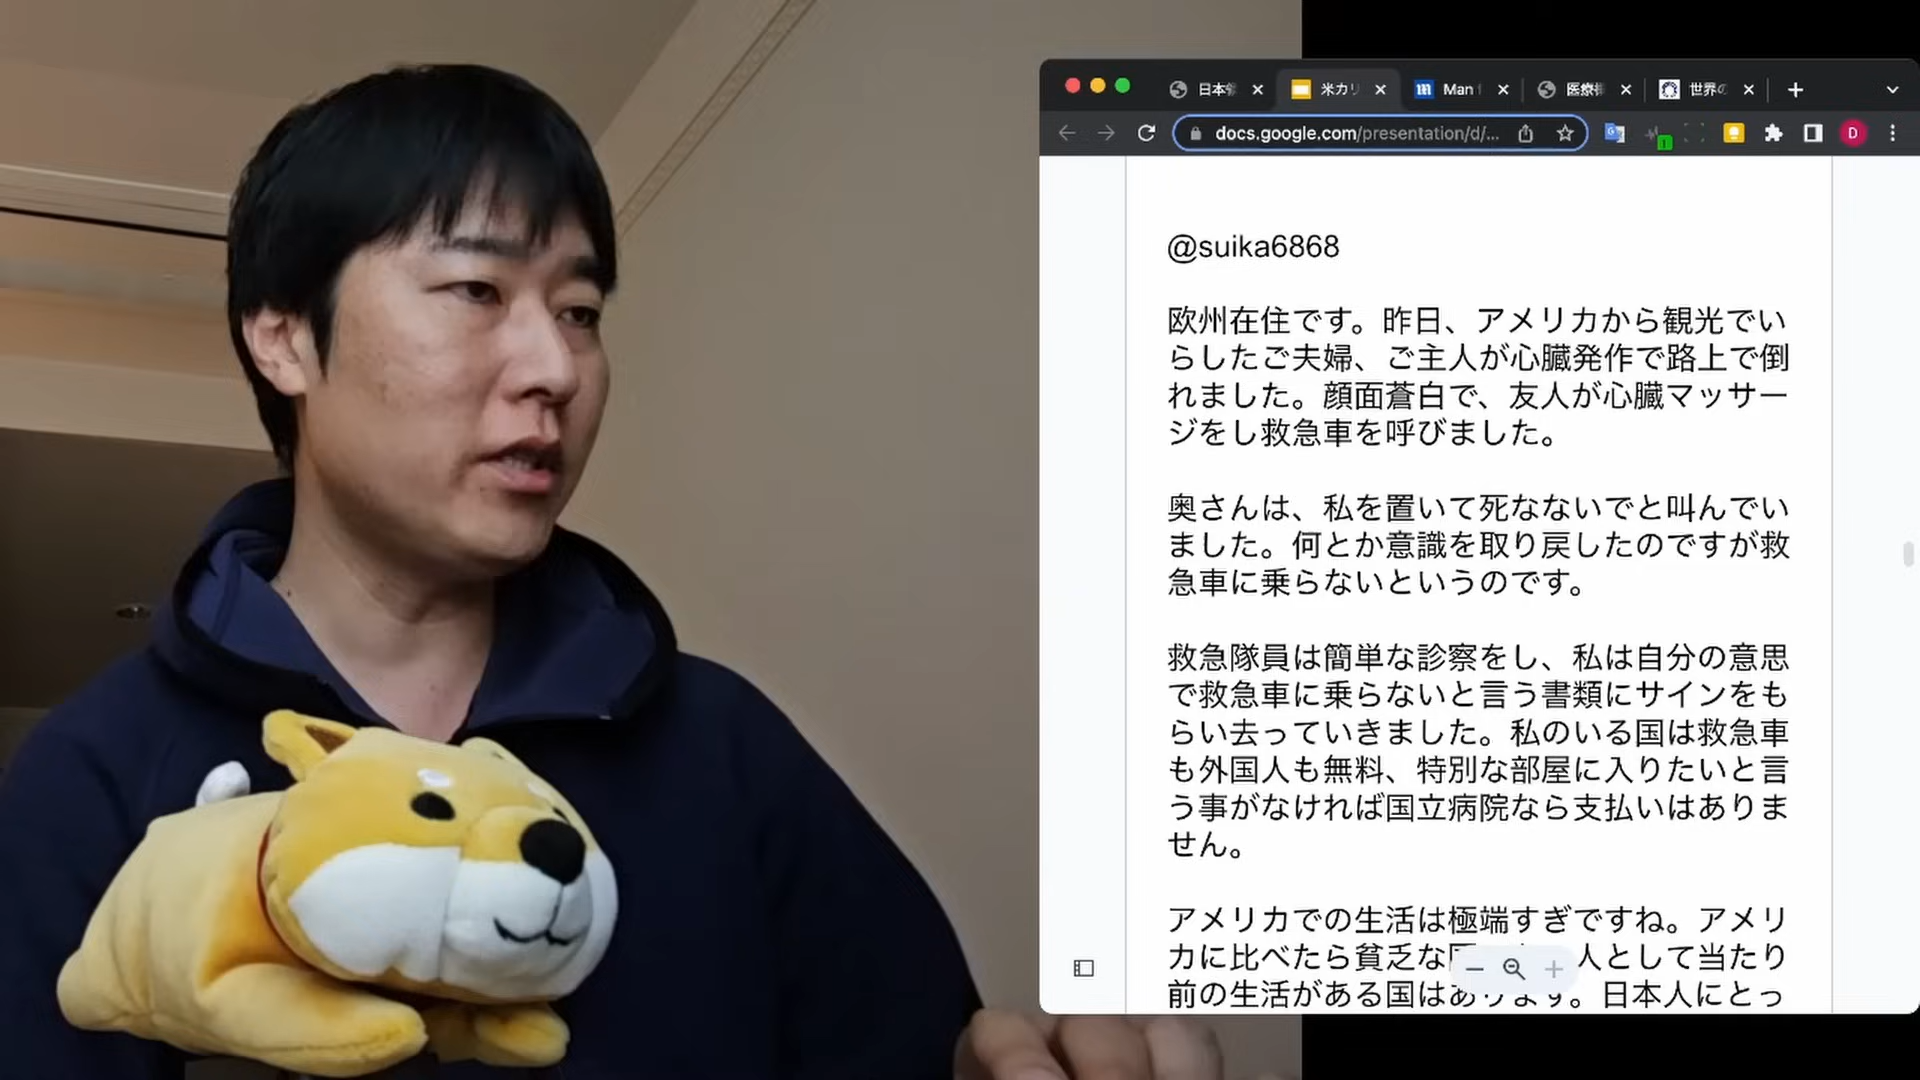 日本
米カリ
Man
医療
世界の
docs.google.com/presentation/d/...
D
@suika6868
欧州在住です。昨日、アメリカから観光でい
らしたご夫婦、ご主人が心臓発作で路上で倒
れました。顔面蒼白で、友人が心臓マッサー
ジをし救急車を呼びました。
奥さんは、私を置いて死なないでと叫んでい
ました。何とか意識を取り戻したのですが救
急車に乗らないというのです。
救急隊員は簡単な診察をし、私は自分の意思
で救急車に乗らないと言う書類にサインをも
らい去っていきました。私のいる国は救急車
も外国人も無料、特別な部屋に入りたいと言
う事がなければ国立病院なら支払いはありま
せん。
アメリカでの生活は極端すぎですね。アメリ
カに比べたら貧乏な 人として当たり
前の生活がある国はあります。日本人にとっ